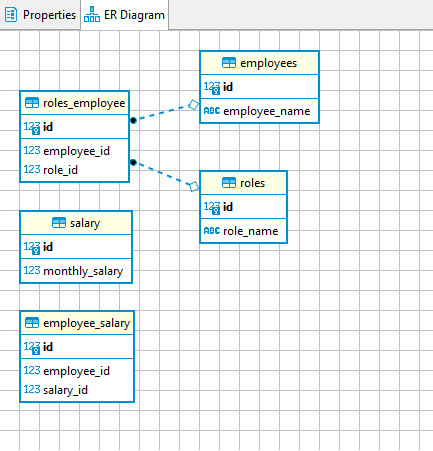 Properties
ER Diagram
employees
123 id
ABC employee_name
roles_employee
123 id
123 employee_id
123 role_id
roles
123 id
ABC role_name
salary
123 id
123 monthly_salary
employee_salary
123 id
123 employee_id
123 salary_id